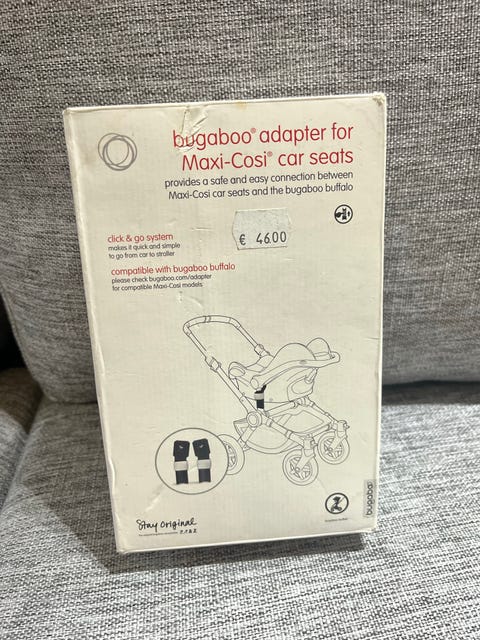 bugaboo® adapter for
Maxi-Cosi® car seats
provides a safe and easy connection between
Maxi-Cosi car seats and the bugaboo buffalo
€ 46.00
click & go system
makes it quick and simple
to go from car to stroller
compatible with bugaboo buffalo
please check bugaboo.com/adapter
for compatible Maxi-Cosi models
Stay original
bugaboo